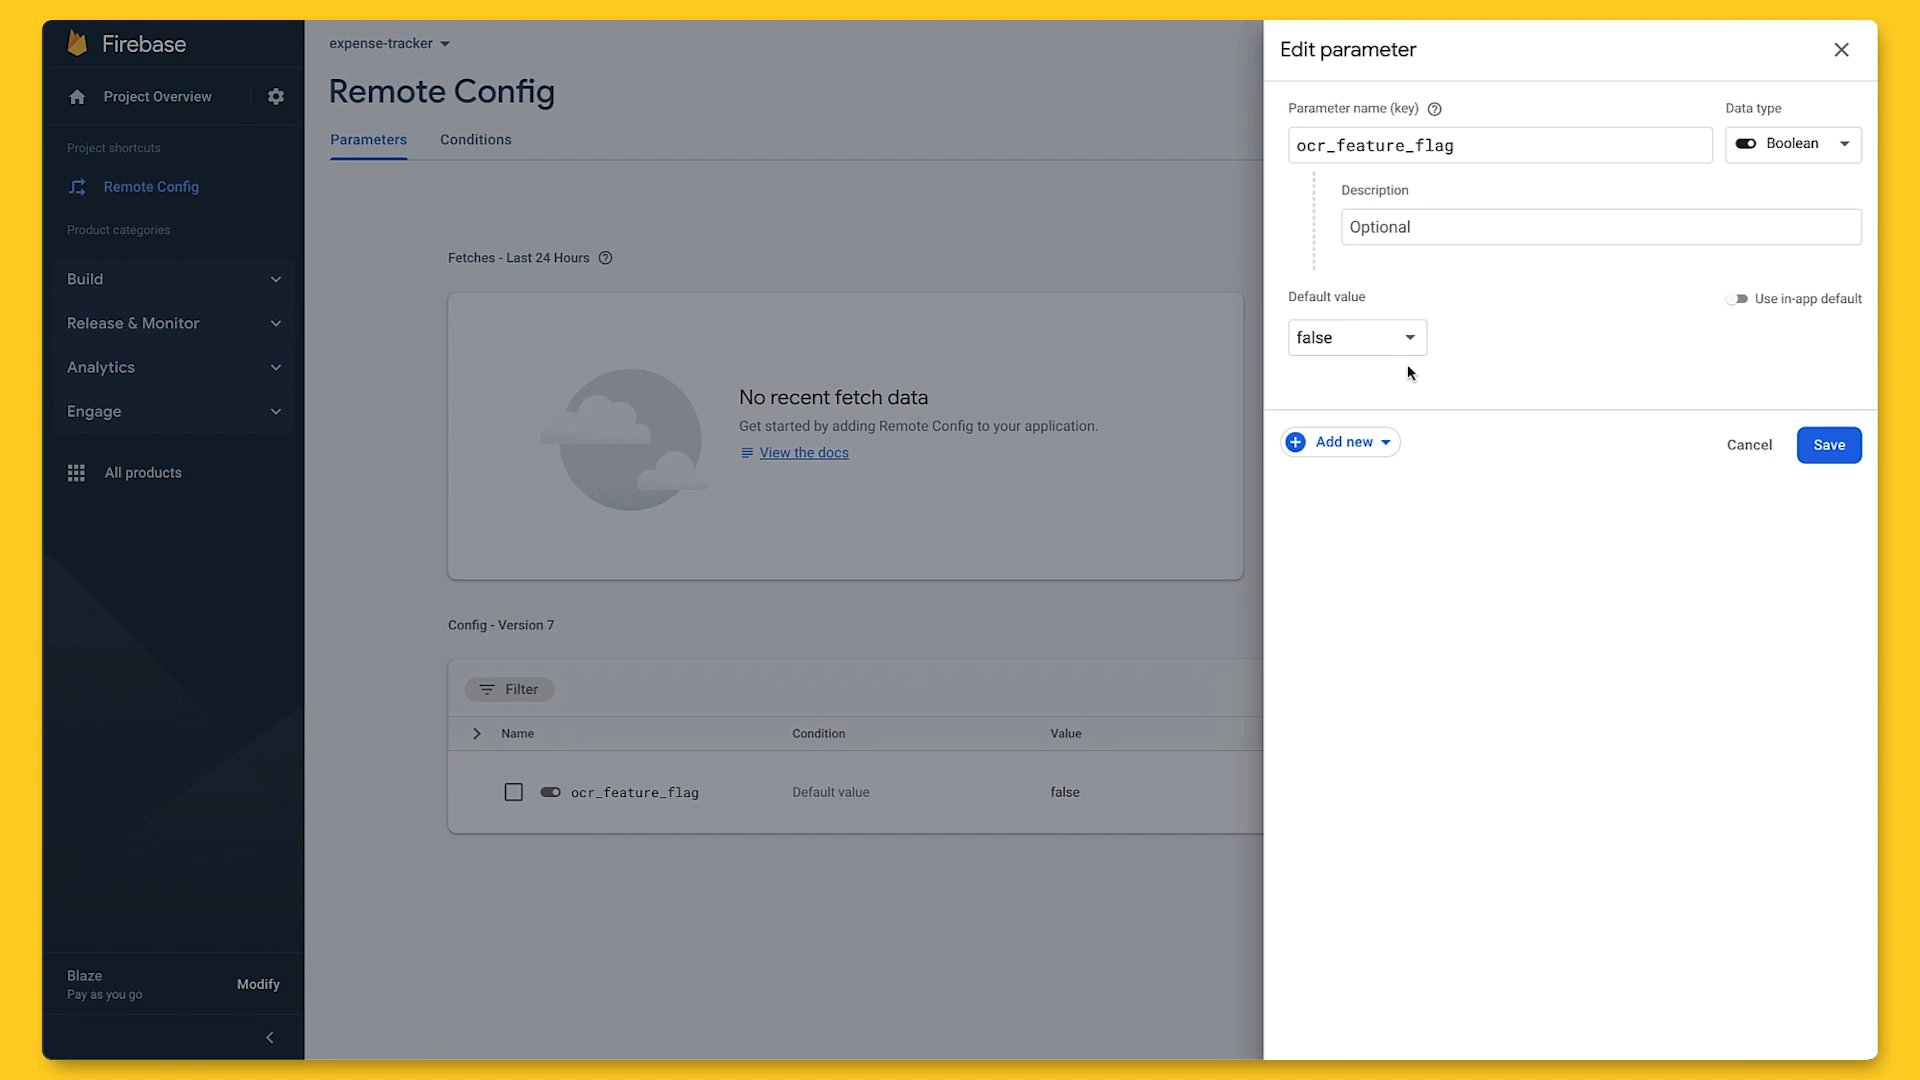 Firebase
Project Overview
Project shortcuts
Remote Config
Product categories
Build
Release & Monitor
Analytics
Engage
All products
Blaze
Pay as you go
Modify
expense-tracker
Remote Config
Parameters
Conditions
Fetches - Last 24 Hours
No recent fetch data
Get started by adding Remote Config to your application.
View the docs
Config - Version 7
Filter
Name Condition Value
ocr_feature_flag Default value false
Edit parameter
Parameter name (key)
Data type
ocr_feature_flag
Boolean
Description
Optional
Default value
Use in-app default
false
Add new
Cancel
Save